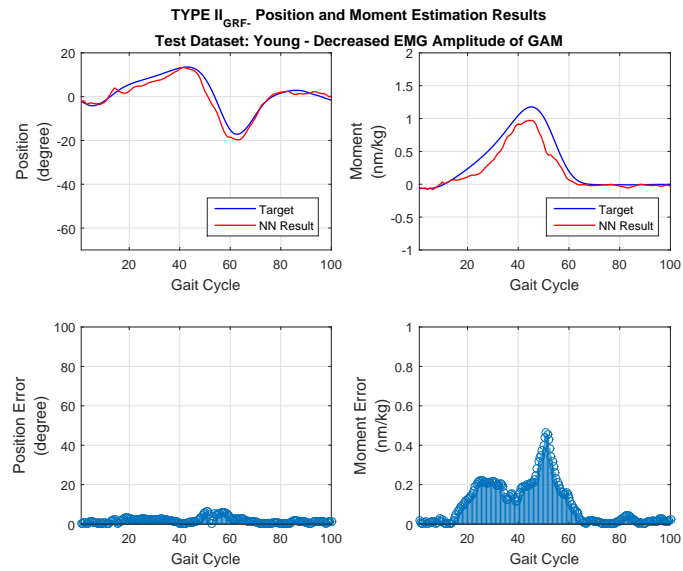 TYPE II_GRF- Position and Moment Estimation Results
Test Dataset: Young - Decreased EMG Amplitude of GAM
20
0
-20
-40
-60
Position
(degree)
Target
NN Result
20 40 60 80 100
Gait Cycle
2
1.5
1
0.5
0
-0.5
-1
Moment
(nm/kg)
Target
NN Result
20 40 60 80 100
Gait Cycle
100
80
60
40
20
0
Position Error
(degree)
20 40 60 80 100
Gait Cycle
1
0.8
0.6
0.4
0.2
0
Moment Error
(nm/kg)
20 40 60 80 100
Gait Cycle